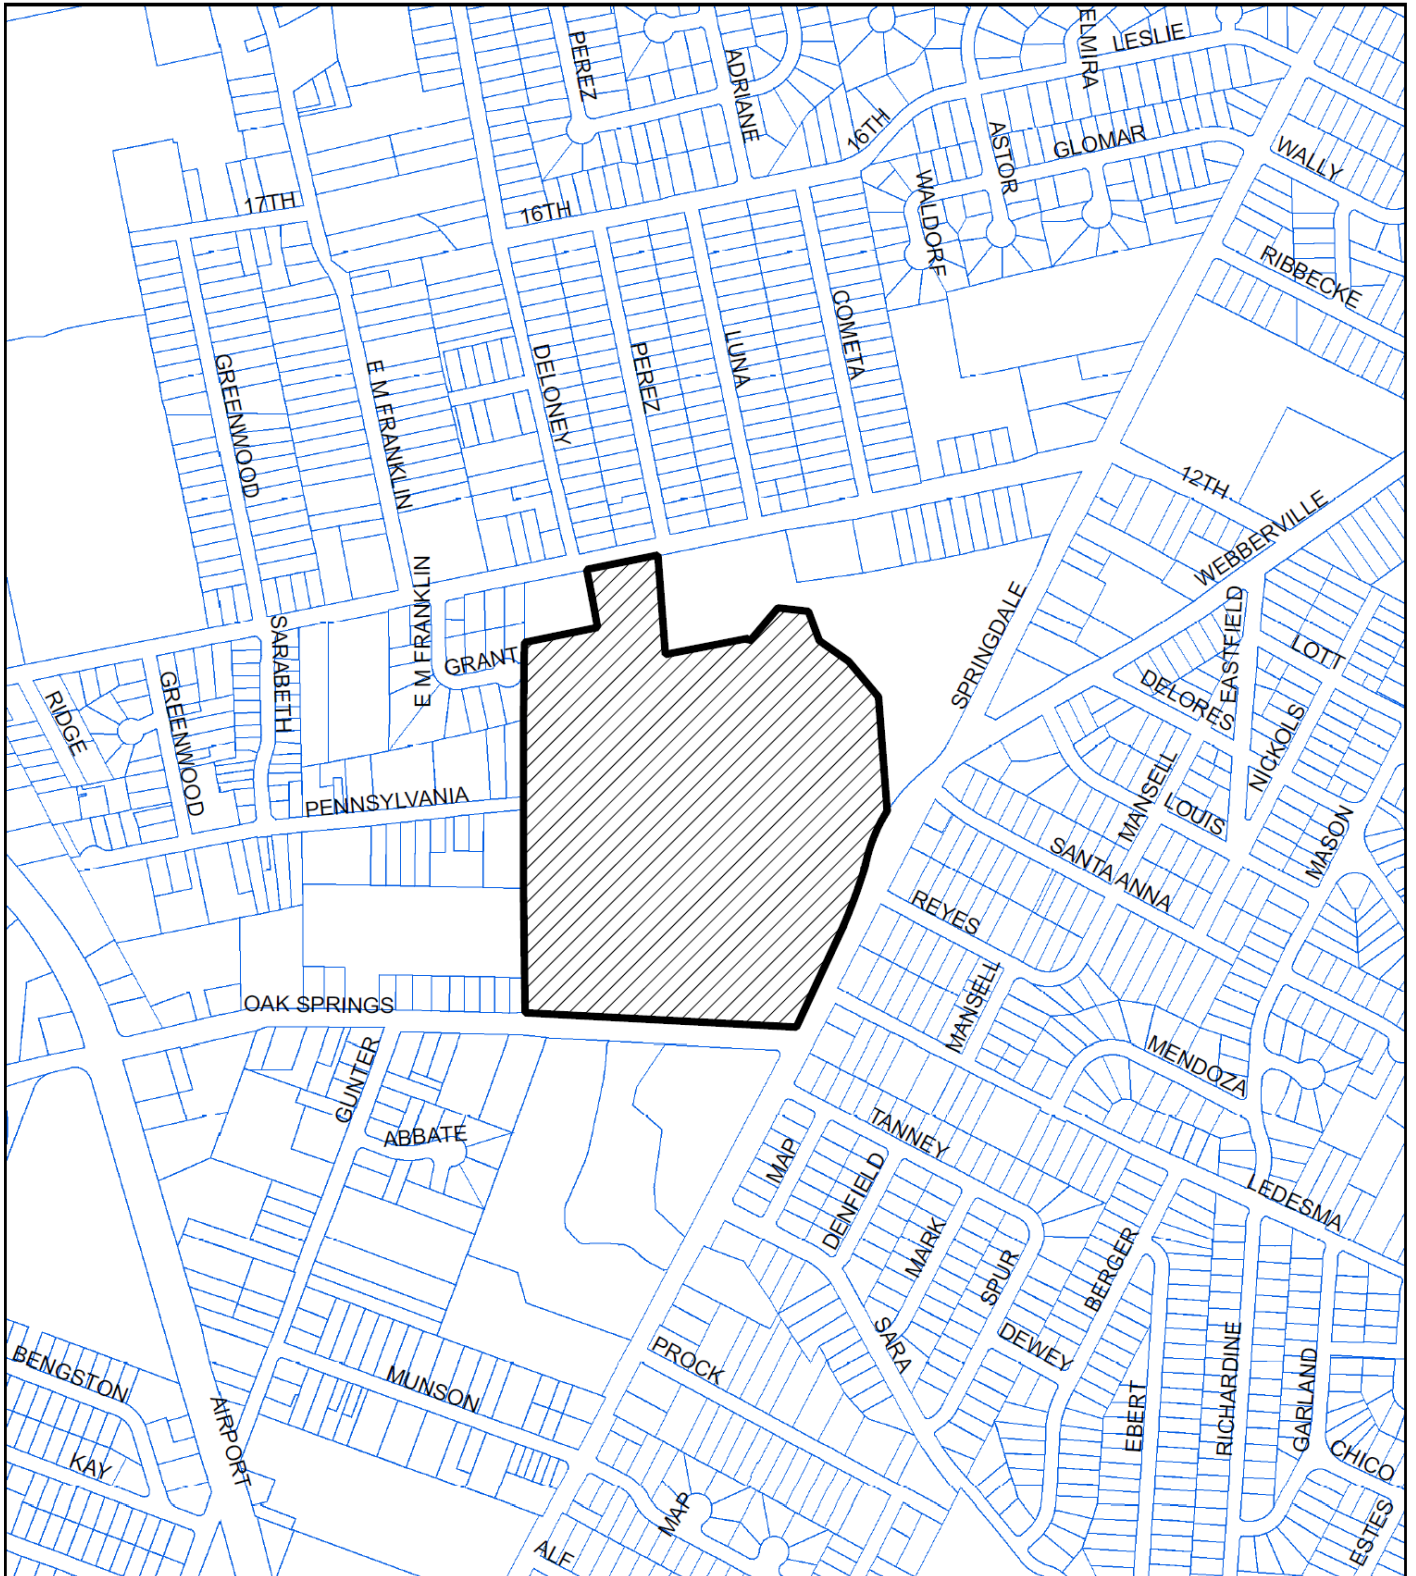 PEREZ
ELMIRA
LESLIE
ADRIANE
16TH
ASTOR
GLOMAR
WALLY
17TH
16TH
WALDORF
RIBBECKE
GREENWOOD
E M FRANKLIN
DELONEY
PEREZ
LUNA
COMETA
12TH
WEBBERVILLE
E M FRANKLIN
SARABETH
GRANT
SPRINGDALE
EASTFIELD
LOTT
RIDGE
GREENWOOD
DELORES
NICKOLS
PENNSYLVANIA
MANSELL
LOUIS
MASON
SANTA ANNA
REYES
OAK SPRINGS
MANSELL
GUNTER
MENDOZA
ABBATE
TANNEY
MAP
DENFIELD
LEDESMA
MARK
SPUR
BERGER
SARA
DEWEY
PROCK
BENGSTON
MUNSON
AIRPORT
EBERT
RICHARDINE
GARLAND
KAY
CHICO
MAP
ESTES
ALF